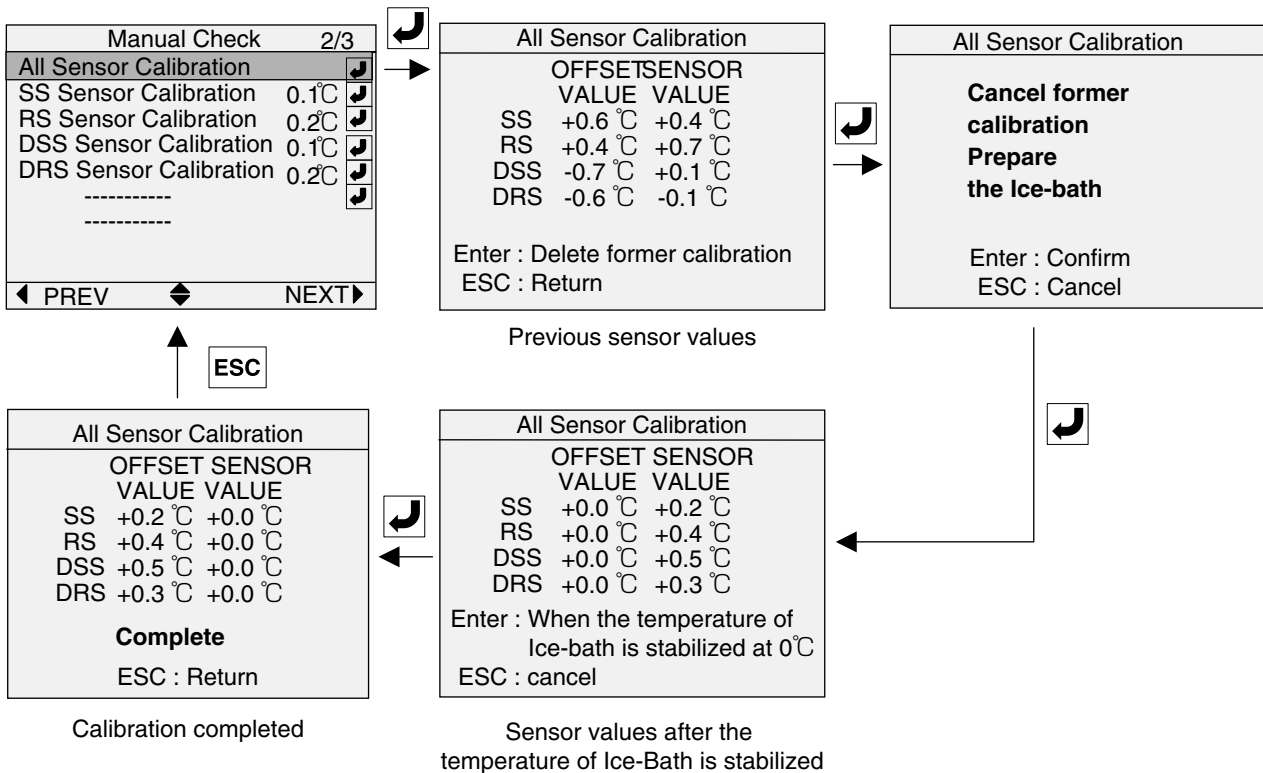 Manual Check 2/3
All Sensor Calibration
SS Sensor Calibration 0.1℃
RS Sensor Calibration 0.2℃
DSS Sensor Calibration 0.1℃
DRS Sensor Calibration 0.2℃
-----------
-----------
PREV NEXT
All Sensor Calibration
OFFSET SENSOR
VALUE VALUE
SS +0.6 ℃ +0.4 ℃
RS +0.4 ℃ +0.7 ℃
DSS -0.7 ℃ +0.1 ℃
DRS -0.6 ℃ -0.1 ℃
Enter : Delete former calibration
ESC : Return
Previous sensor values
All Sensor Calibration
Cancel former
calibration
Prepare
the Ice-bath
Enter : Confirm
ESC : Cancel
All Sensor Calibration
OFFSET SENSOR
VALUE VALUE
SS +0.0 ℃ +0.2 ℃
RS +0.0 ℃ +0.4 ℃
DSS +0.0 ℃ +0.5 ℃
DRS +0.0 ℃ +0.3 ℃
Enter : When the temperature of
Ice-bath is stabilized at 0℃
ESC : cancel
Sensor values after the
temperature of Ice-Bath is stabilized
All Sensor Calibration
OFFSET SENSOR
VALUE VALUE
SS +0.2 ℃ +0.0 ℃
RS +0.4 ℃ +0.0 ℃
DSS +0.5 ℃ +0.0 ℃
DRS +0.3 ℃ +0.0 ℃
Complete
ESC : Return
Calibration completed
ESC